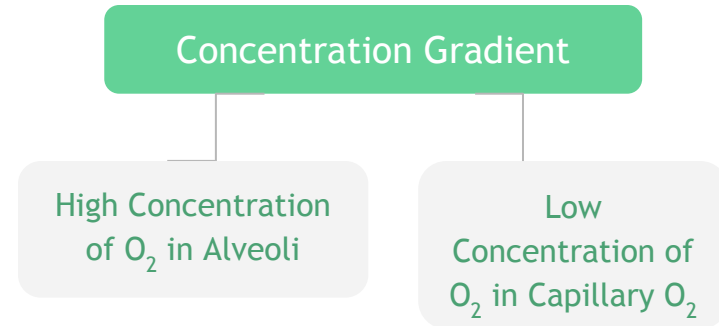 Concentration Gradient
High Concentration
of O₂ in Alveoli
Low
Concentration of
O₂ in Capillary O₂